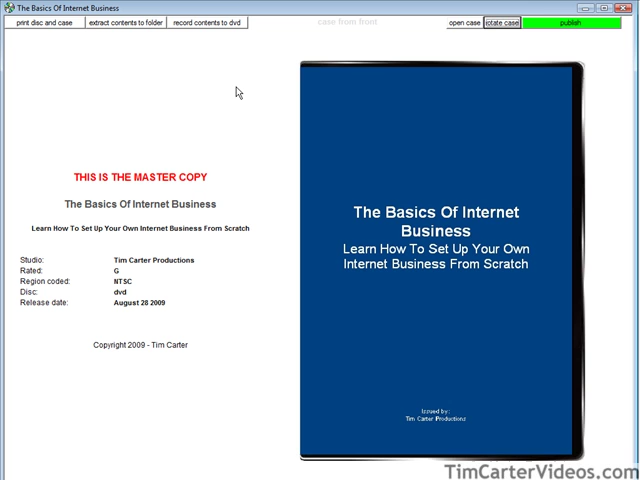 The Basics Of Internet Business
print disc and case
extract contents to folder
record contents to dvd
case from front
open case
rotate case
publish
THIS IS THE MASTER COPY
The Basics Of Internet Business
Learn How To Set Up Your Own Internet Business From Scratch
Studio: Tim Carter Productions
Rated: G
Region coded: NTSC
Disc: dvd
Release date: August 28 2009
Copyright 2009 - Tim Carter
The Basics Of Internet
Business
Learn How To Set Up Your Own
Internet Business From Scratch
Issued by:
Tim Carter Productions
TimCarterVideos.com